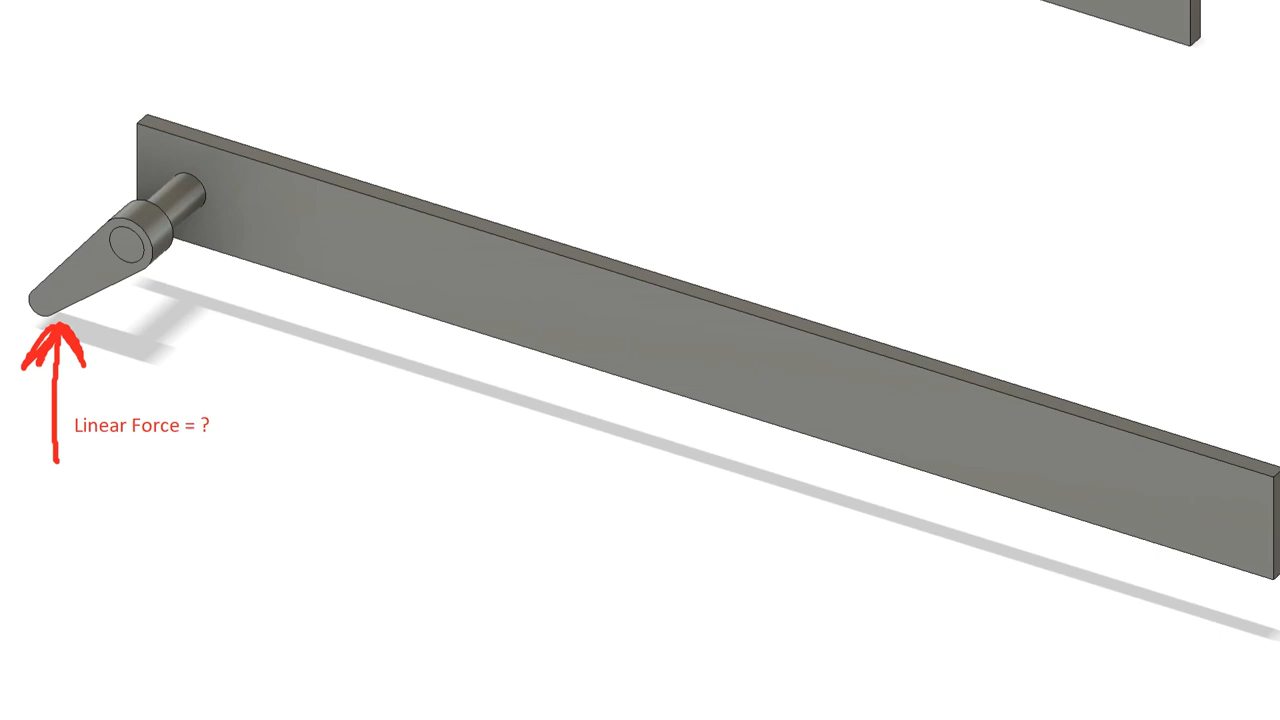 Linear Force = ?